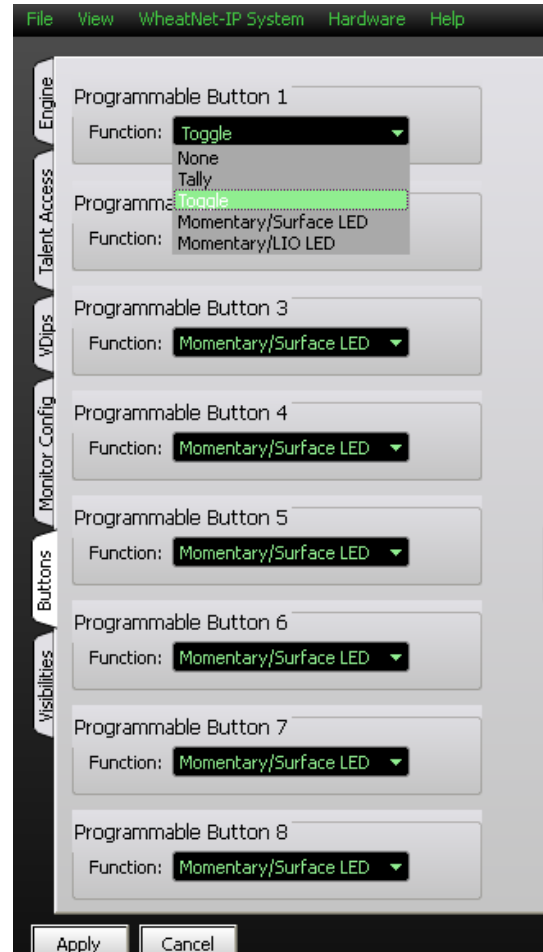 File View WheatNet-IP System Hardware Help
Engine
Talent Access
VDips
Monitor Config
Buttons
Visibilities
Programmable Button 1
Function: Toggle
None
Tally
Toggle
Momentary/Surface LED
Momentary/LIO LED
Programma
Function:
Programmable Button 3
Function: Momentary/Surface LED
Programmable Button 4
Function: Momentary/Surface LED
Programmable Button 5
Function: Momentary/Surface LED
Programmable Button 6
Function: Momentary/Surface LED
Programmable Button 7
Function: Momentary/Surface LED
Programmable Button 8
Function: Momentary/Surface LED
Apply Cancel